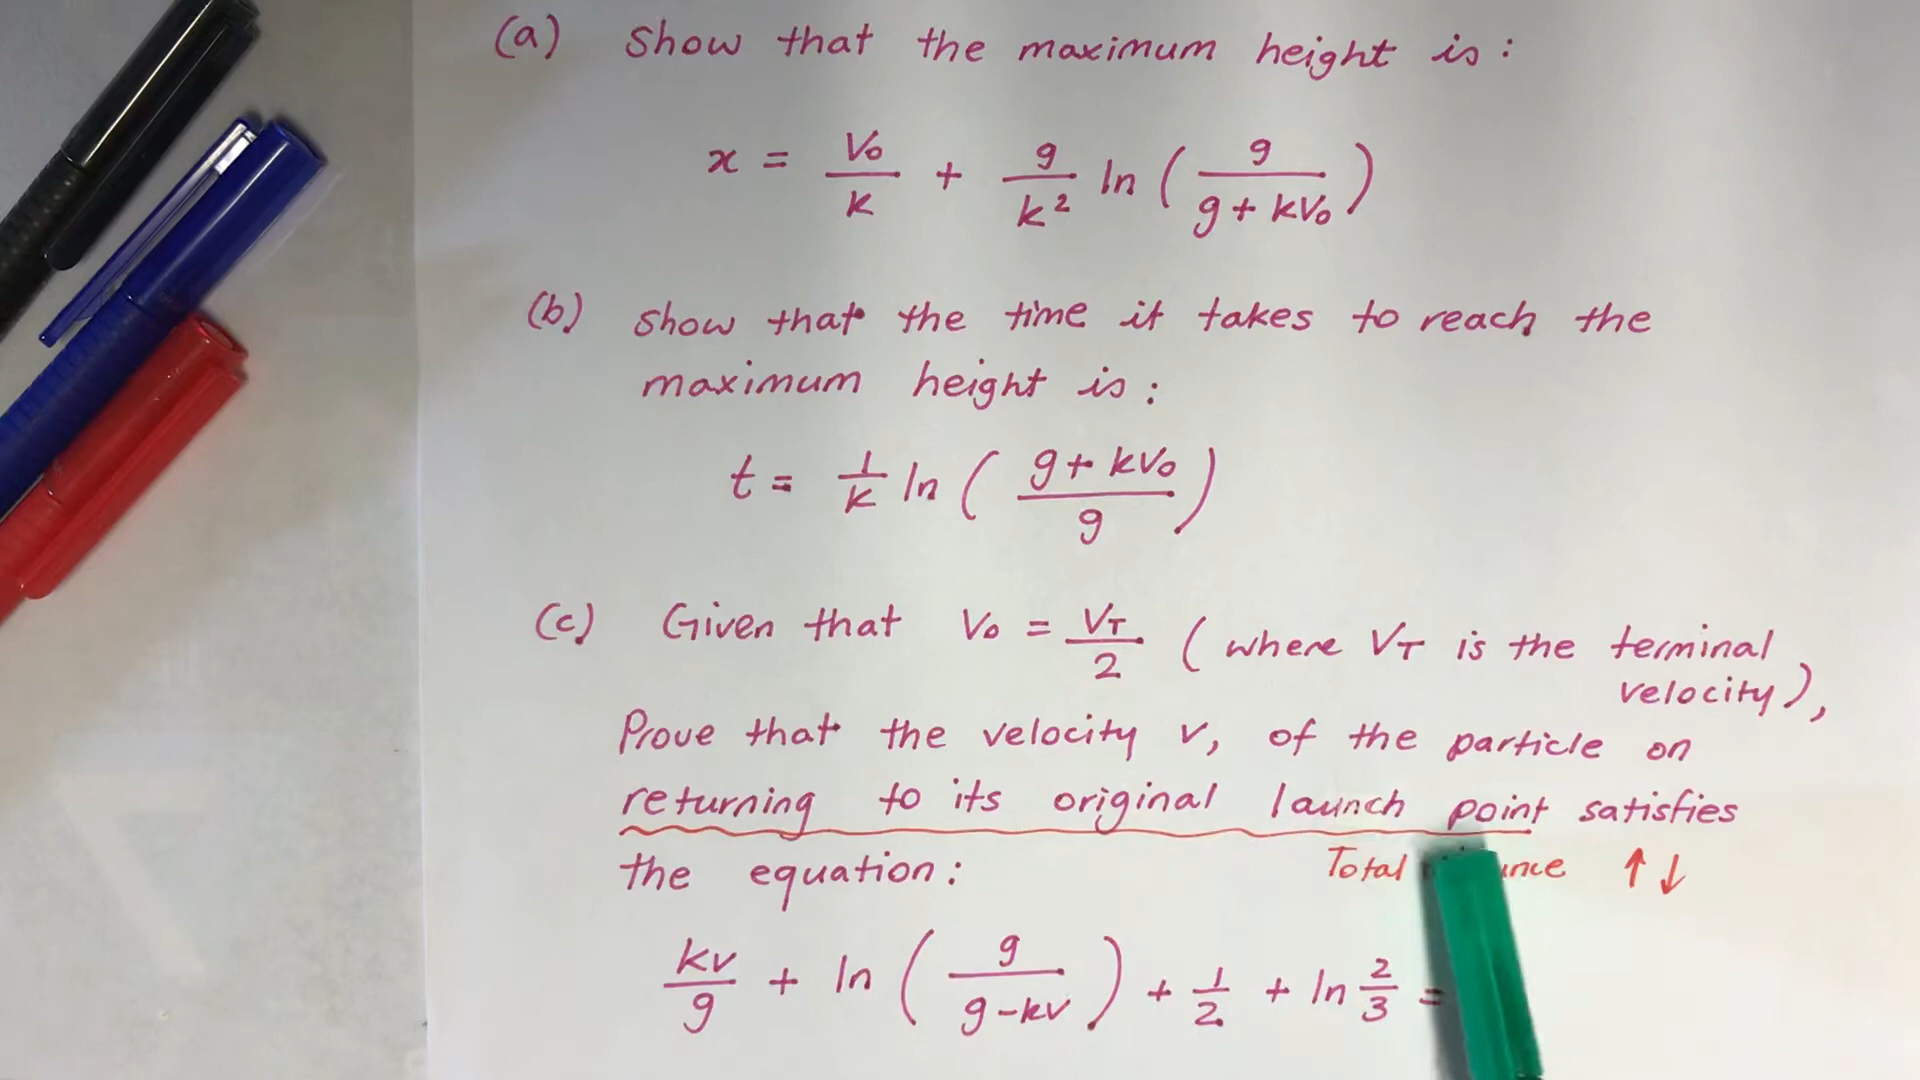 (a) show that the maximum height is:
x = V₀/k + g/k² ln ( g/(g + kV₀) )
(b) show that the time it takes to reach the
maximum height is:
t = 1/k ln ( (g + kV₀)/g )
(c) Given that V₀ = V_T/2 ( where V_T is the terminal
velocity),
Prove that the velocity v, of the particle on
returning to its original launch point satisfies
the equation: Total ↑↓
kv/g + ln ( g/(g-kv) ) + 1/2 + ln 2/3 =